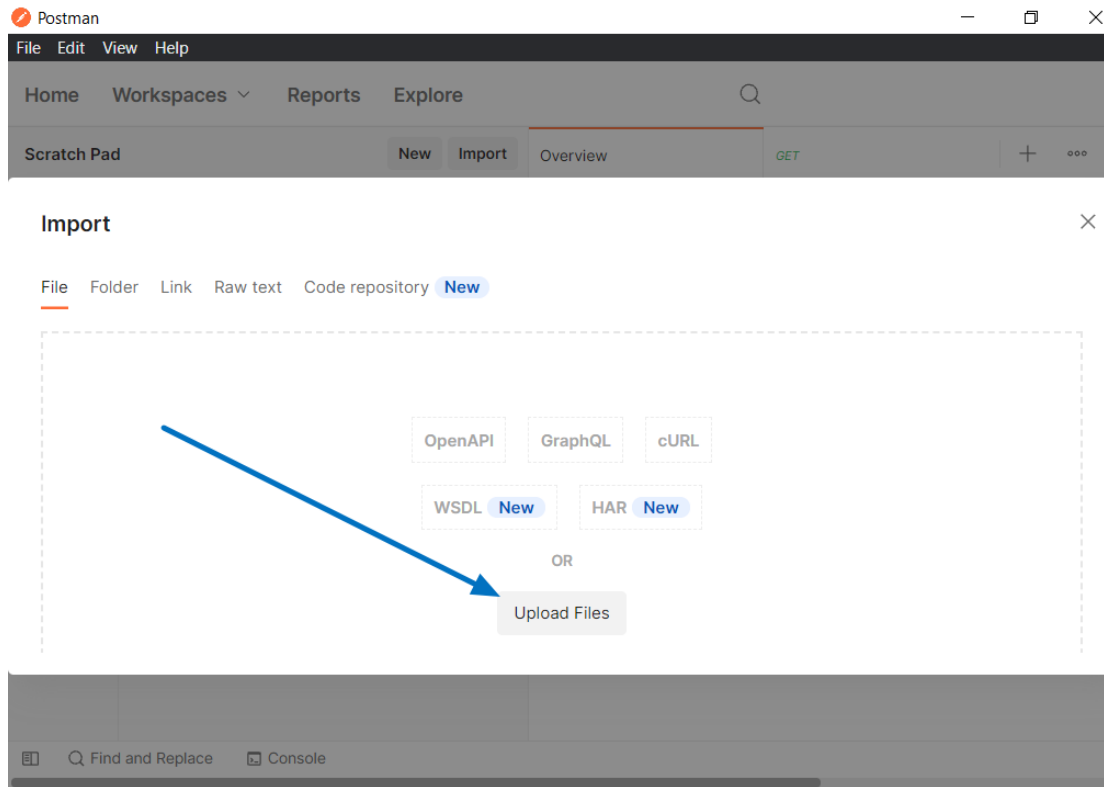 Postman
File Edit View Help
Home Workspaces Reports Explore
Scratch Pad New Import Overview GET
Import
File Folder Link Raw text Code repository New
OpenAPI GraphQL cURL
WSDL New HAR New
OR
Upload Files
Find and Replace Console